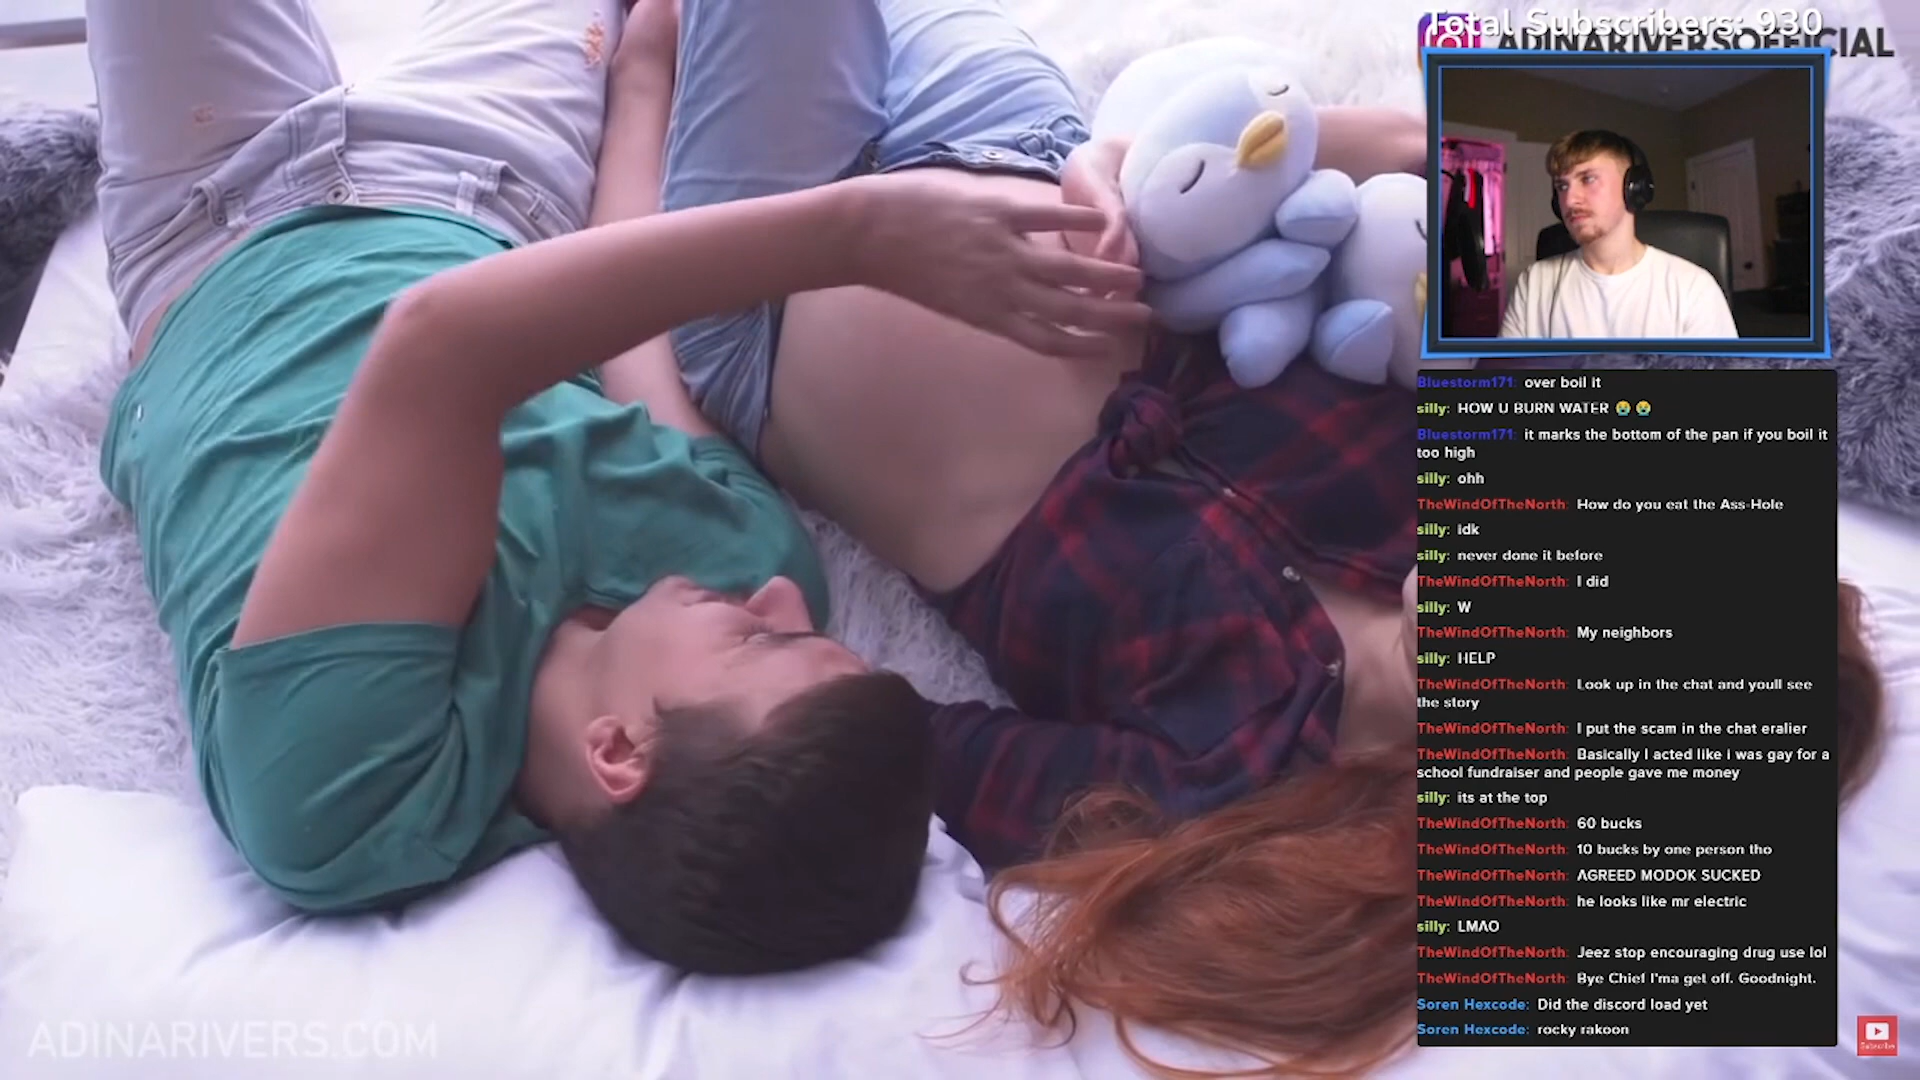 Total Subscribers: 930
ADINARIVERSOFFICIAL
Bluestorm171: over boil it
silly: HOW U BURN WATER 😭 😭
Bluestorm171: it marks the bottom of the pan if you boil it
too high
silly: ohh
TheWindOfTheNorth: How do you eat the Ass-Hole
silly: idk
silly: never done it before
TheWindOfTheNorth: I did
silly: W
TheWindOfTheNorth: My neighbors
silly: HELP
TheWindOfTheNorth: Look up in the chat and youll see
the story
TheWindOfTheNorth: I put the scam in the chat eralier
TheWindOfTheNorth: Basically I acted like i was gay for a
school fundraiser and people gave me money
silly: its at the top
TheWindOfTheNorth: 60 bucks
TheWindOfTheNorth: 10 bucks by one person tho
TheWindOfTheNorth: AGREED MODOK SUCKED
TheWindOfTheNorth: he looks like mr electric
silly: LMAO
TheWindOfTheNorth: Jeez stop encouraging drug use lol
TheWindOfTheNorth: Bye Chief I'ma get off. Goodnight.
Soren Hexcode: Did the discord load yet
Soren Hexcode: rocky rakoon
ADINARIVERS.COM
Subscribe